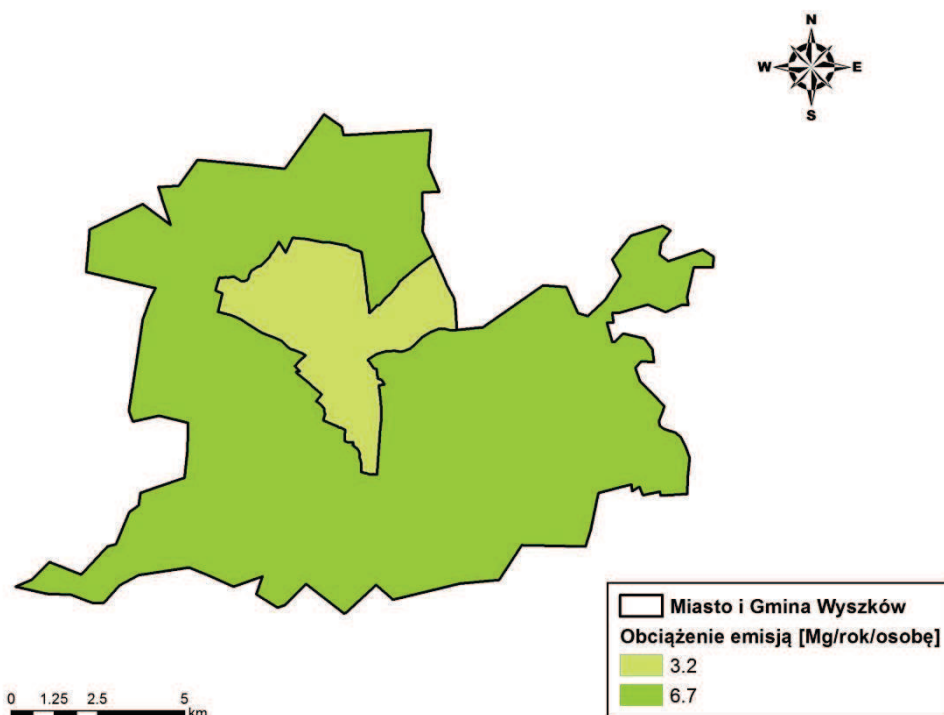 N
W E
S
Miasto i Gmina Wyszków
Obciążenie emisją [Mg/rok/osobę]
3.2
6.7
0 1.25 2.5 5
km